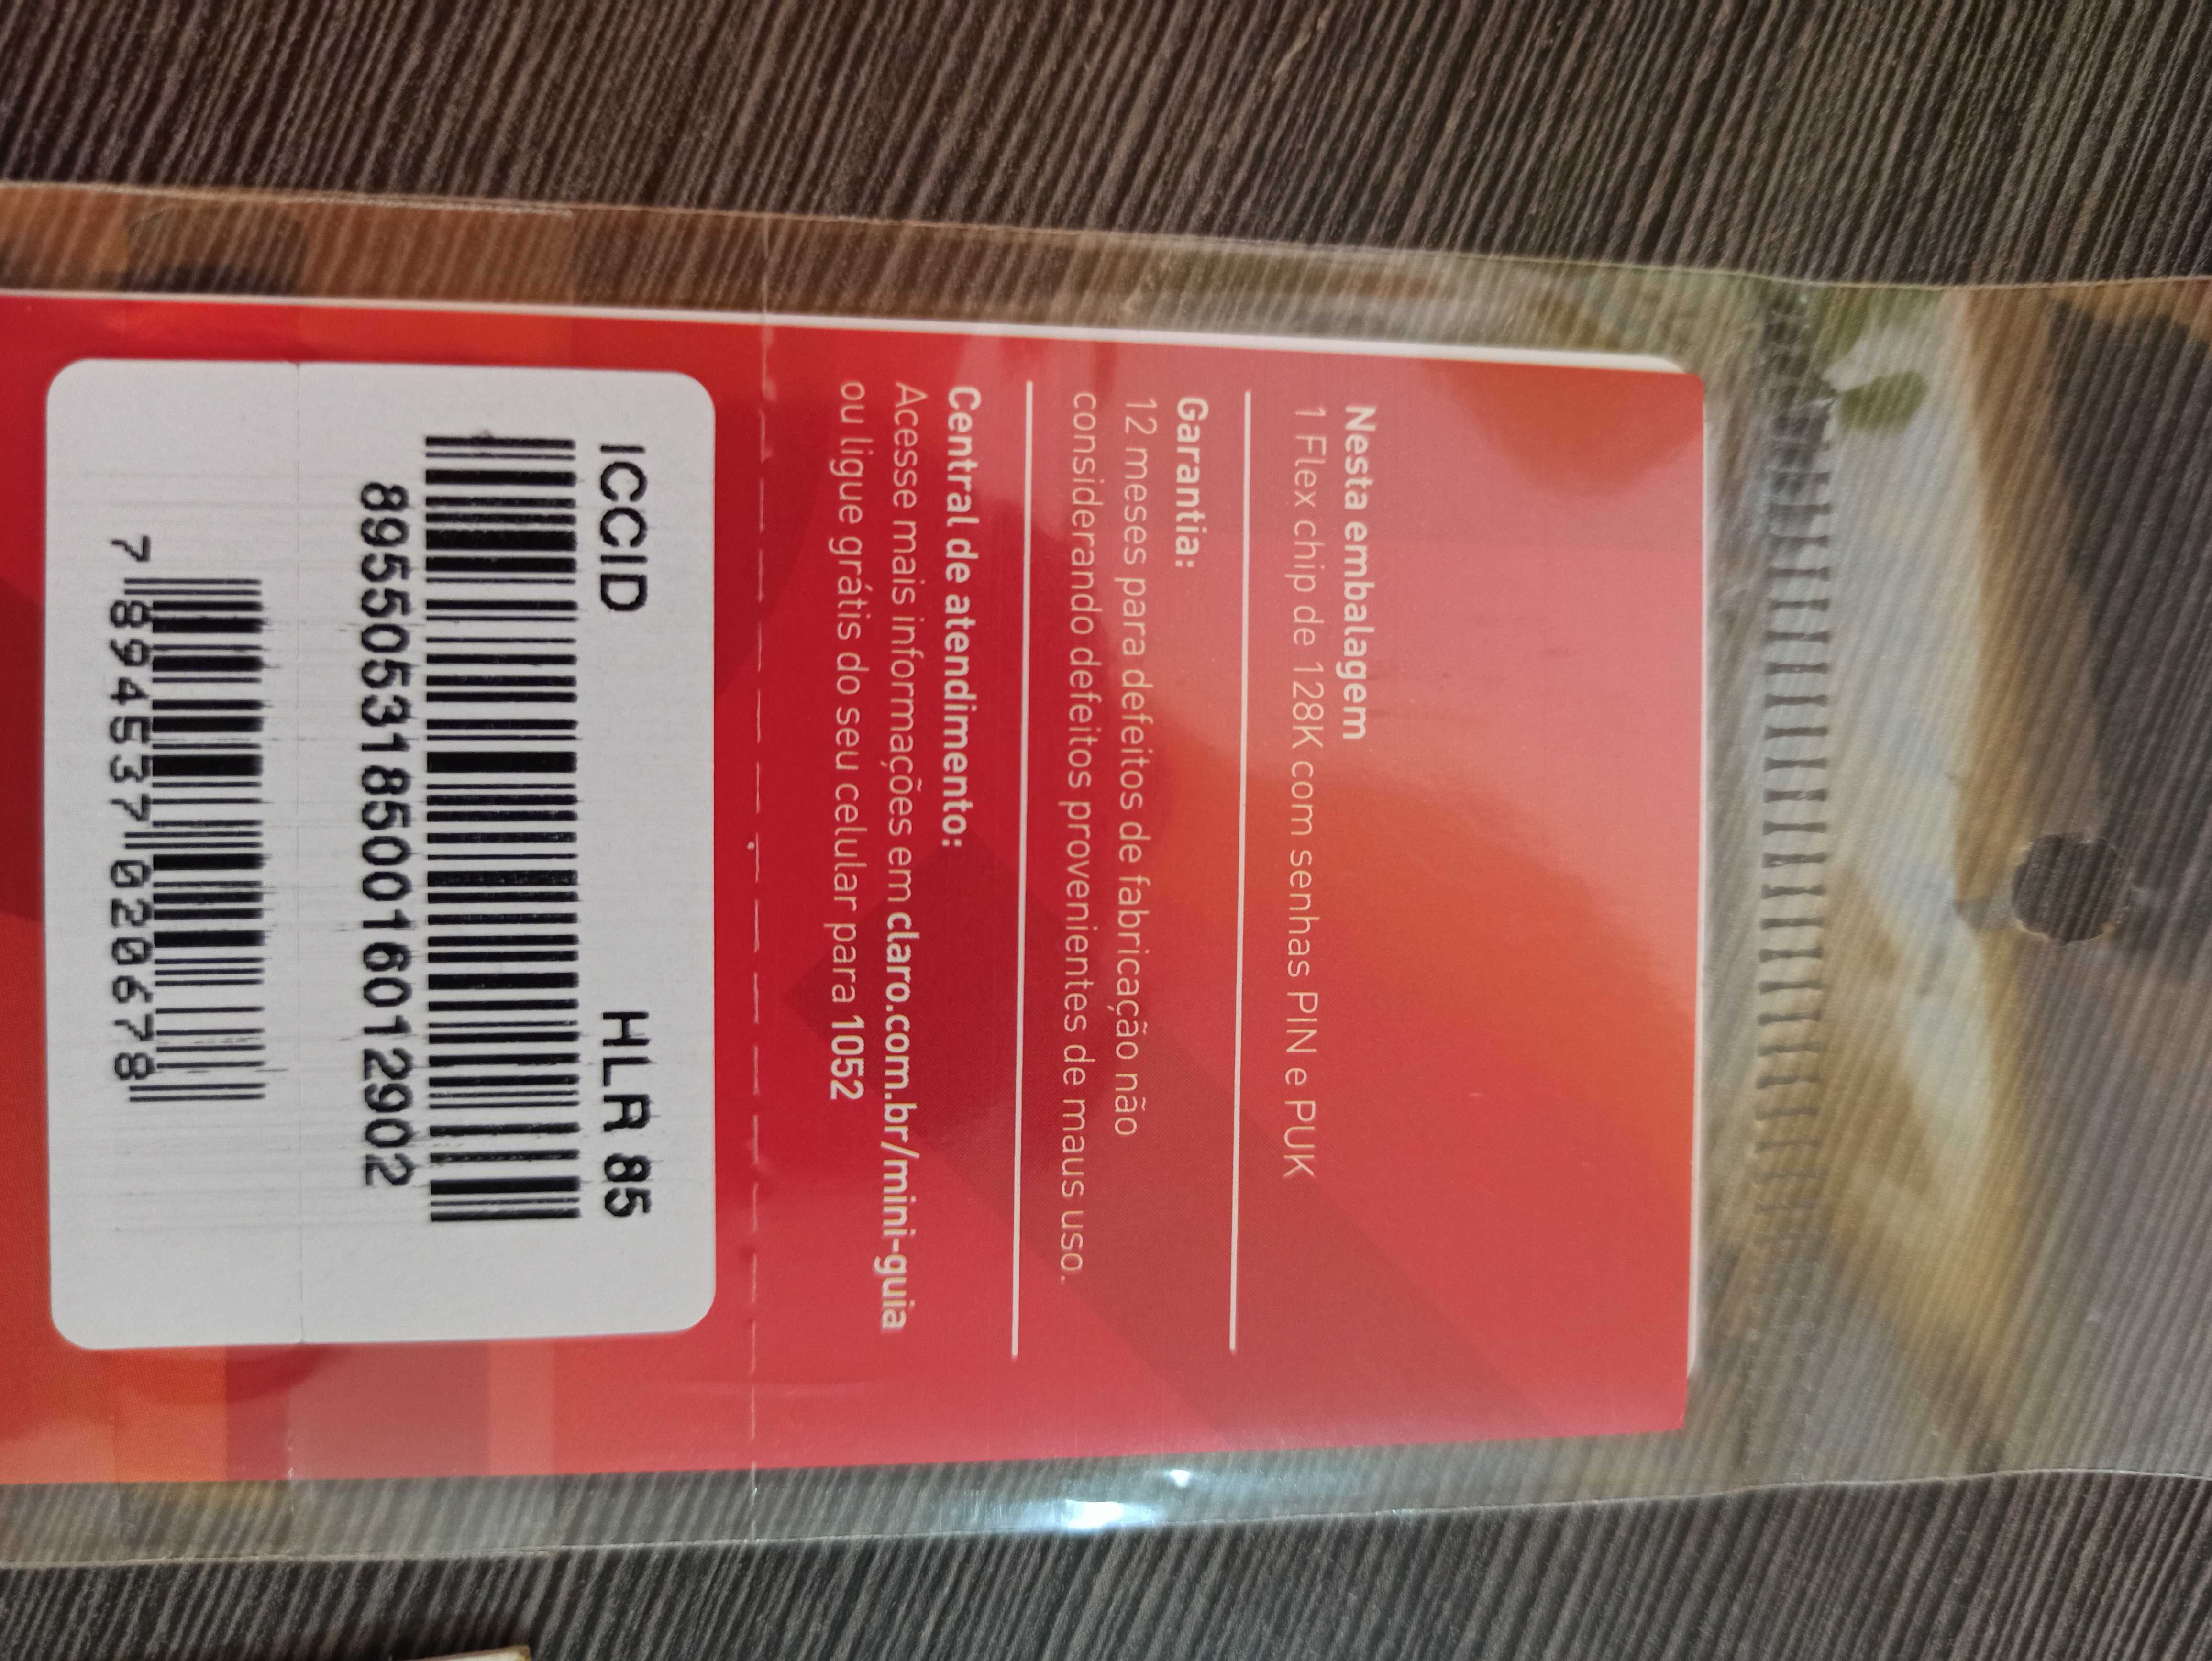 Nesta embalagem
1 Flex chip de 128K com senhas PIN e PUK
Garantia:
12 meses para defeitos de fabricação não
considerando defeitos provenientes de maus uso.
Central de atendimento:
Acesse mais informações em claro.com.br/mini-guia
ou ligue grátis do seu celular para 1052
ICCID HLR 85
89550531850016012902
7 894537 020678